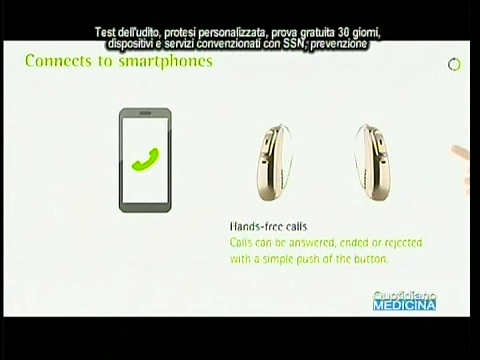 Test dell'udito, protesi personalizzata, prova gratuita 30 giorni,
dispositivi e servizi convenzionati con SSN, prevenzione
Connects to smartphones
Hands-free calls
Calls can be answered, ended or rejected
with a simple push of the button.
Quotidiano
MEDICINA